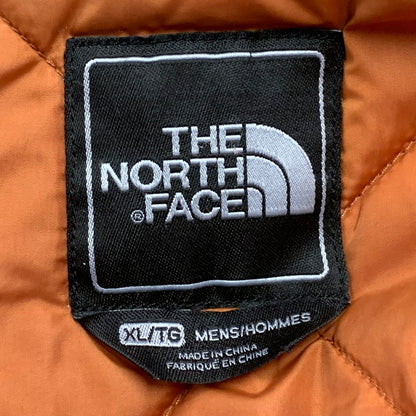 THE
NORTH
® FACE
XL/TG MENS/HOMMES
MADE IN CHINA
FABRIQUÉ EN CHINE